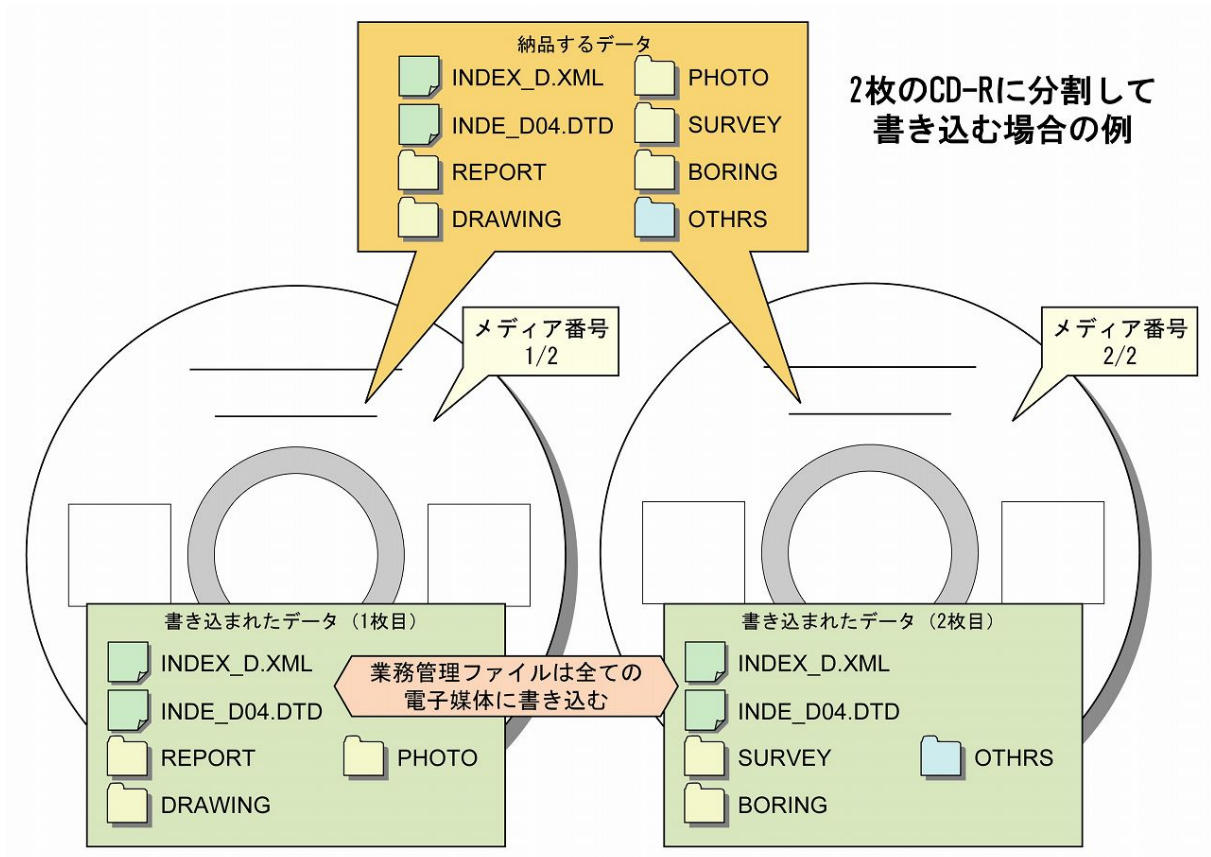 納品するデータ
INDEX_D.XML
INDE_D04.DTD
REPORT
DRAWING
PHOTO
SURVEY
BORING
OTHRS
2枚のCD-Rに分割して
書き込む場合の例
メディア番号
1/2
メディア番号
2/2
書き込まれたデータ（1枚目）
INDEX_D.XML
INDE_D04.DTD
REPORT
DRAWING
PHOTO
業務管理ファイルは全ての
電子媒体に書き込む
書き込まれたデータ（2枚目）
INDEX_D.XML
INDE_D04.DTD
SURVEY
BORING
OTHRS